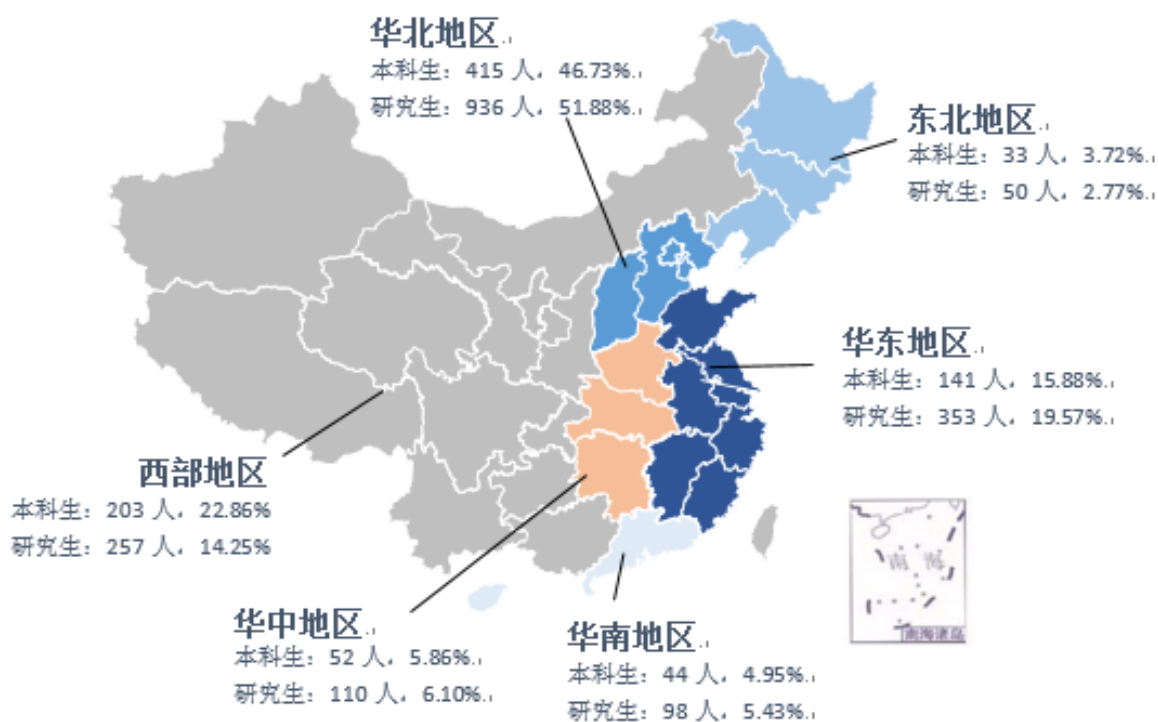 华北地区
本科生：415 人，46.73%
研究生：936 人，51.88%
东北地区
本科生：33 人，3.72%
研究生：50 人，2.77%
华东地区
本科生：141 人，15.88%
研究生：353 人，19.57%
西部地区
本科生：203 人，22.86%
研究生：257 人，14.25%
华中地区
本科生：52 人，5.86%
研究生：110 人，6.10%
华南地区
本科生：44 人，4.95%
研究生：98 人，5.43%
南 海
南海诸岛